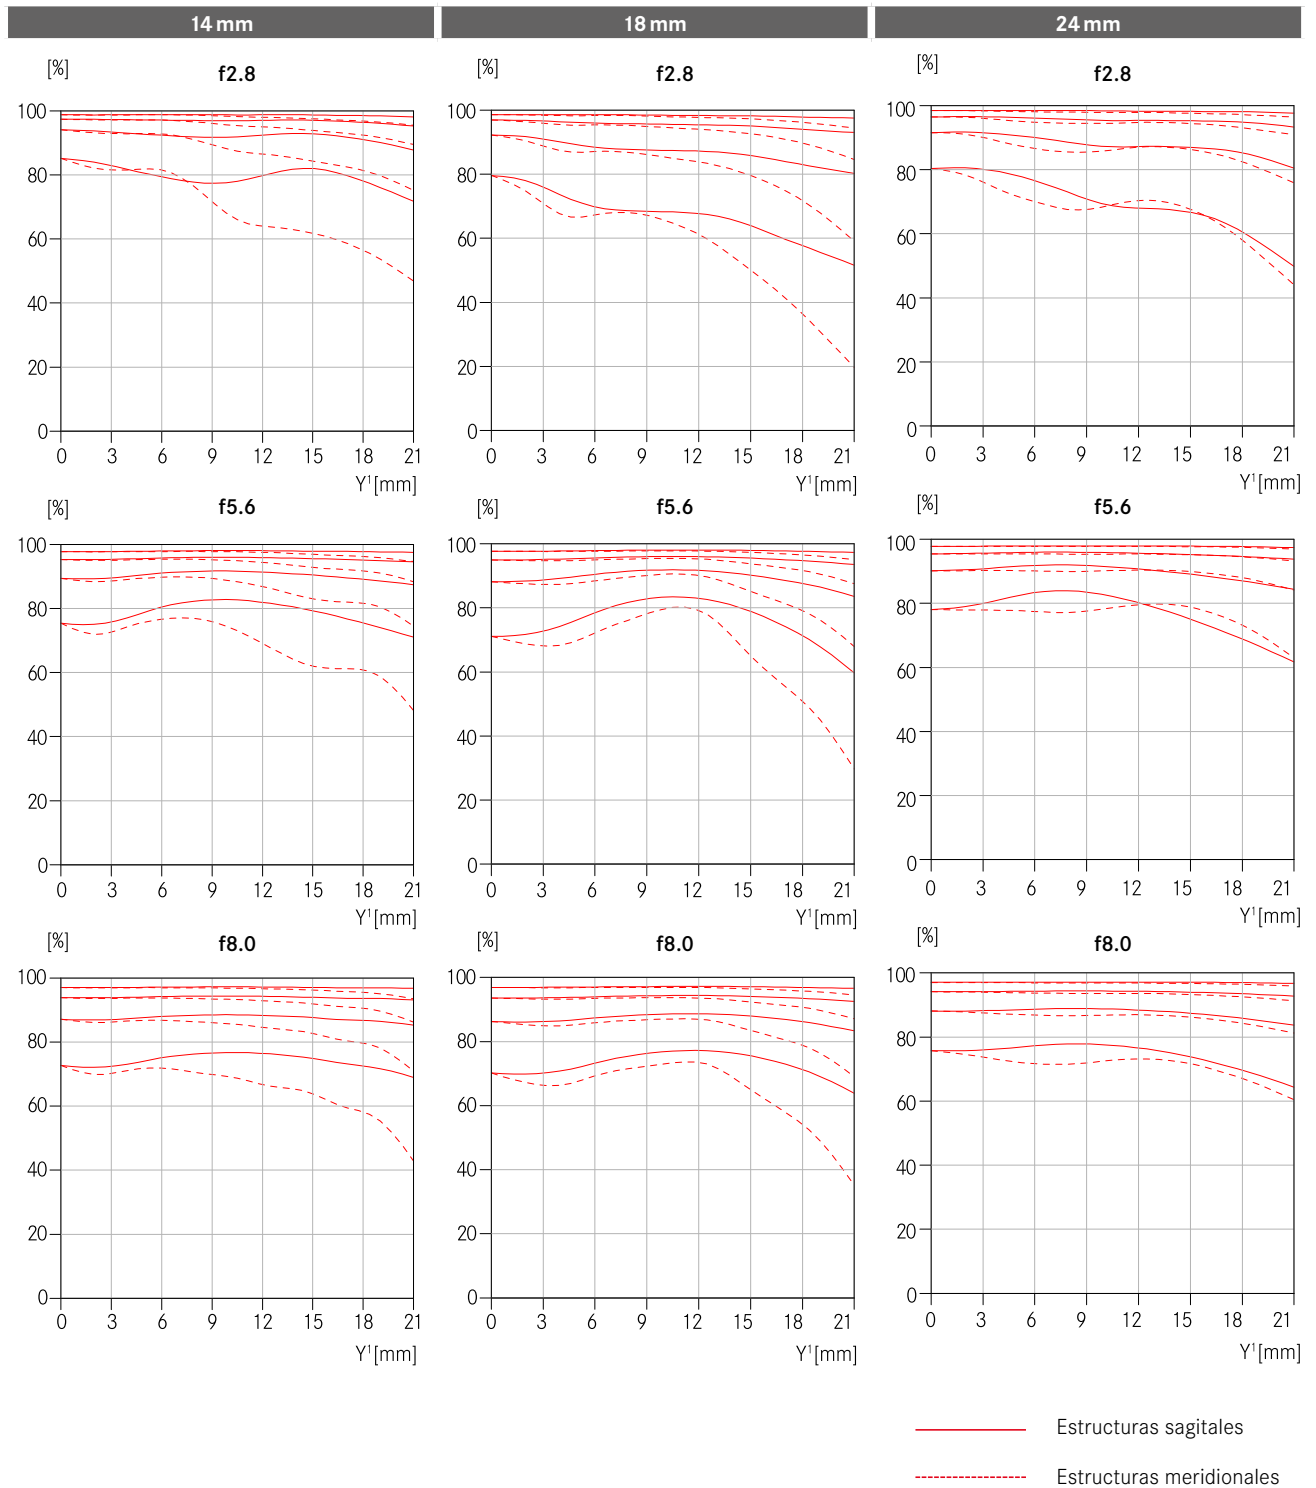 14 mm 18 mm 24 mm
[%] f2.8 [%] f2.8 [%] f2.8
100 100 100
80 80 80
60 60 60
40 40 40
20 20 20
0 0 0
0 3 6 9 12 15 18 21 0 3 6 9 12 15 18 21 0 3 6 9 12 15 18 21
Y¹[mm] Y¹[mm] Y¹[mm]
[%] f5.6 [%] f5.6 [%] f5.6
100 100 100
80 80 80
60 60 60
40 40 40
20 20 20
0 0 0
0 3 6 9 12 15 18 21 0 3 6 9 12 15 18 21 0 3 6 9 12 15 18 21
Y¹[mm] Y¹[mm] Y¹[mm]
[%] f8.0 [%] f8.0 [%] f8.0
100 100 100
80 80 80
60 60 60
40 40 40
20 20 20
0 0 0
0 3 6 9 12 15 18 21 0 3 6 9 12 15 18 21 0 3 6 9 12 15 18 21
Y¹[mm] Y¹[mm] Y¹[mm]
Estructuras sagitales
Estructuras meridionales